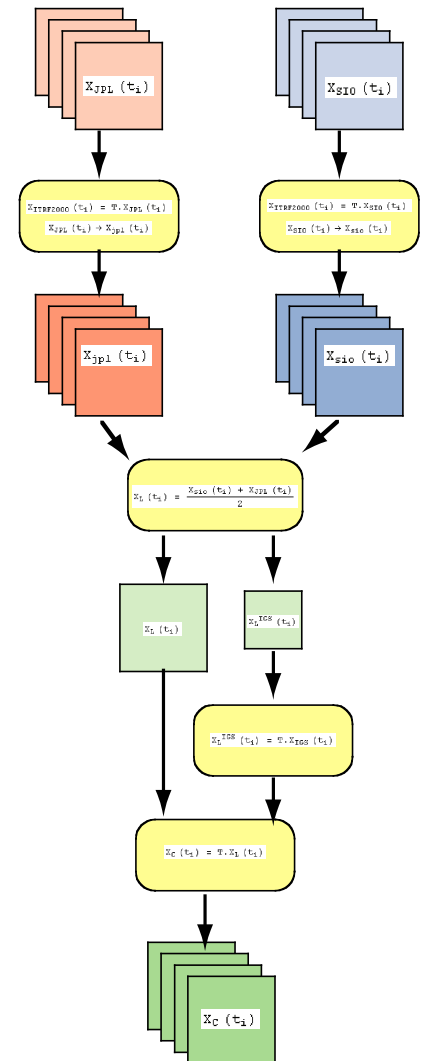 X_JPL (t_i)
X_SIO (t_i)
X_ITRF2000 (t_i) = T.X_JPL (t_i)
X_JPL (t_i) → X_jpl (t_i)
X_ITRF2000 (t_i) = T.X_SIO (t_i)
X_SIO (t_i) → X_sio (t_i)
X_jpl (t_i)
X_sio (t_i)
X_L (t_i) = (X_sio (t_i) + X_JPL (t_i)) / 2
X_L (t_i)
X_L^IGS (t_i)
X_L^IGS (t_i) = T.X_IGS (t_i)
X_C (t_i) = T.X_L (t_i)
X_C (t_i)